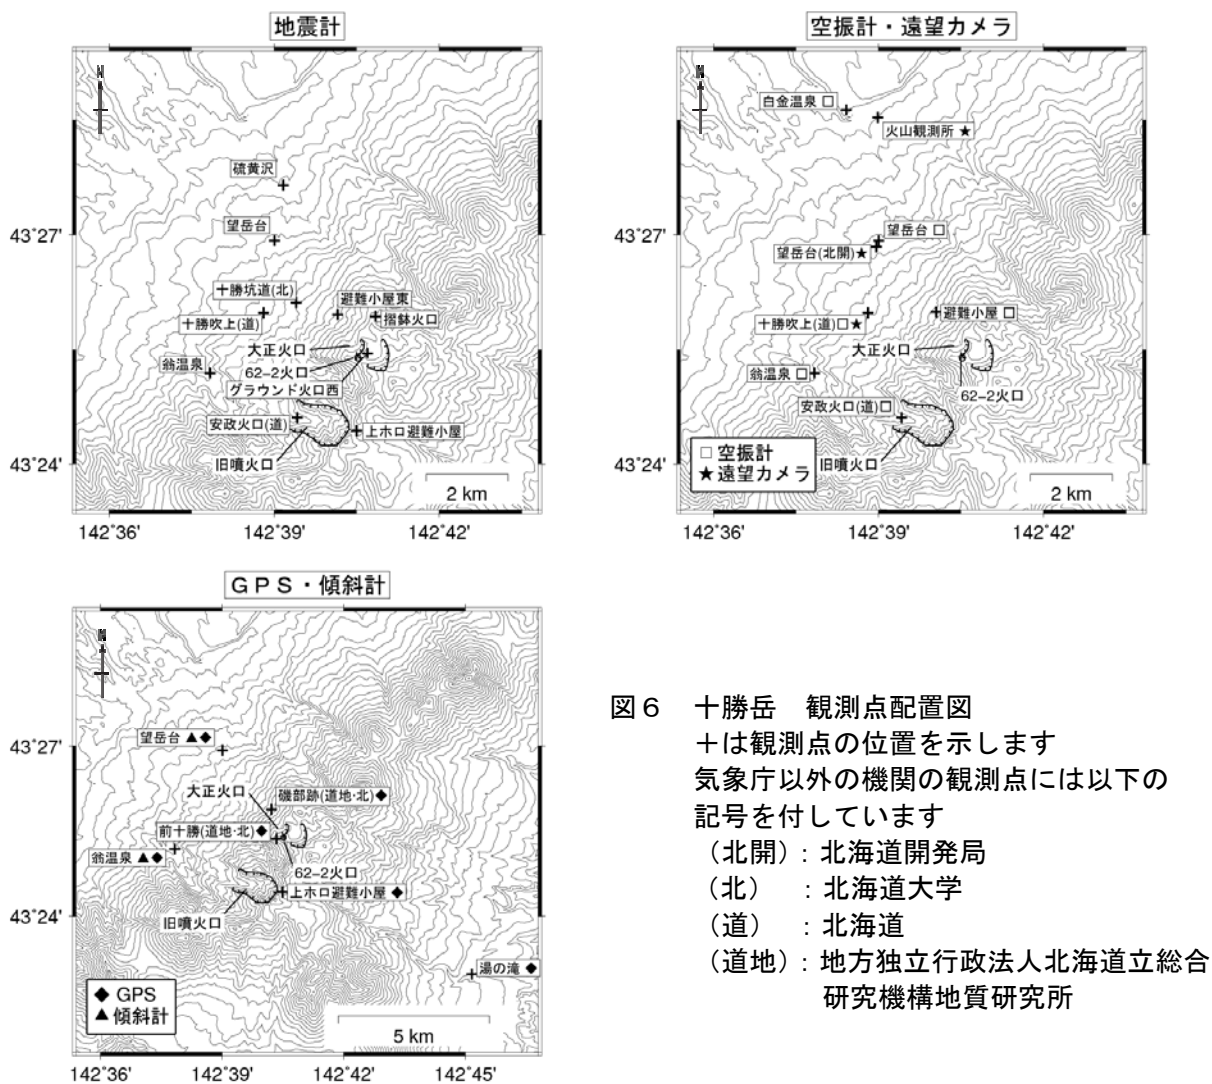 地震計
N
硫黄沢
望岳台
43°27'
十勝坑道(北)
避難小屋東
十勝吹上(道)
摺鉢火口
大正火口
翁温泉
62-2火口
グラウンド火口西
安政火口(道)
上ホロ避難小屋
旧噴火口
43°24'
2 km
142°36'
142°39'
142°42'
空振計・遠望カメラ
N
白金温泉 □
火山観測所 ★
望岳台 □
43°27'
望岳台(北開)★
避難小屋 □
十勝吹上(道)□★
大正火口
翁温泉 □
62-2火口
安政火口(道)□
□ 空振計
旧噴火口
★ 遠望カメラ
43°24'
2 km
142°36'
142°39'
142°42'
GPS・傾斜計
N
望岳台 ▲◆
43°27'
大正火口
磯部跡(道地・北)◆
前十勝(道地・北)◆
翁温泉 ▲◆
62-2火口
上ホロ避難小屋 ◆
43°24'
旧噴火口
湯の滝 ◆
◆ GPS
▲ 傾斜計
5 km
142°36'
142°39'
142°42'
142°45'
図6 十勝岳 観測点配置図
+は観測点の位置を示します
気象庁以外の機関の観測点には以下の
記号を付しています
(北開):北海道開発局
(北) :北海道大学
(道) :北海道
(道地):地方独立行政法人北海道立総合
研究機構地質研究所